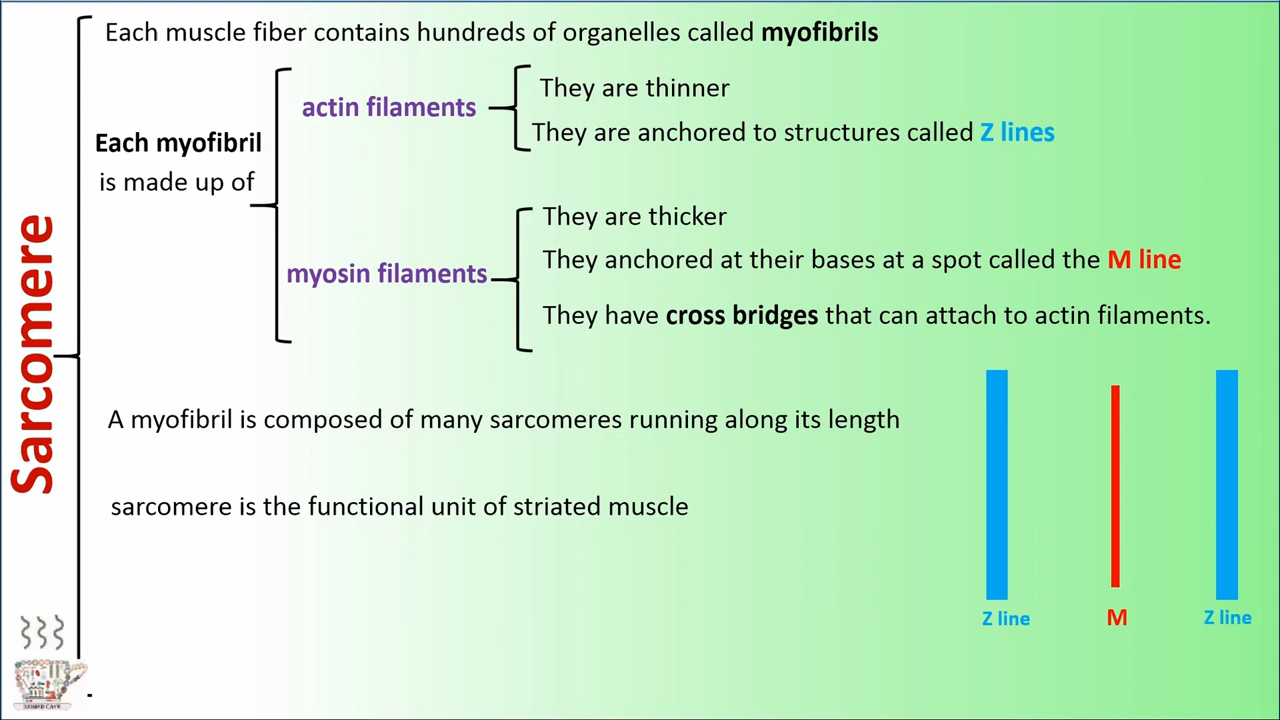 Sarcomere
Each muscle fiber contains hundreds of organelles called myofibrils
Each myofibril
is made up of
actin filaments
They are thinner
They are anchored to structures called Z lines
myosin filaments
They are thicker
They anchored at their bases at a spot called the M line
They have cross bridges that can attach to actin filaments.
A myofibril is composed of many sarcomeres running along its length
sarcomere is the functional unit of striated muscle
Z line
M
Z line